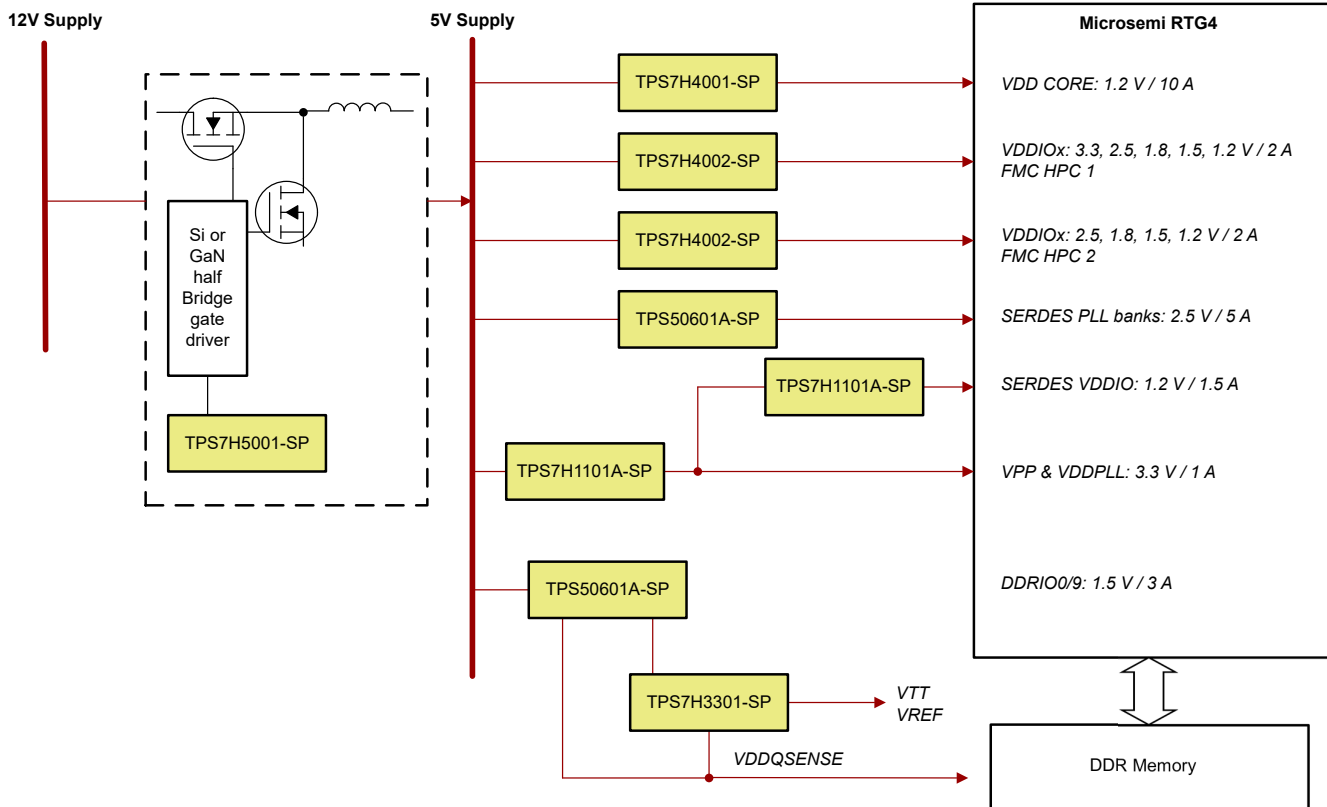 12V Supply
5V Supply
Microsemi RTG4
Si or
GaN
half
Bridge
gate
driver
TPS7H5001-SP
TPS7H4001-SP
VDD CORE: 1.2 V / 10 A
TPS7H4002-SP
VDDIOx: 3.3, 2.5, 1.8, 1.5, 1.2 V / 2 A
FMC HPC 1
TPS7H4002-SP
VDDIOx: 2.5, 1.8, 1.5, 1.2 V / 2 A
FMC HPC 2
TPS50601A-SP
SERDES PLL banks: 2.5 V / 5 A
TPS7H1101A-SP
SERDES VDDIO: 1.2 V / 1.5 A
TPS7H1101A-SP
VPP & VDDPLL: 3.3 V / 1 A
TPS50601A-SP
DDRIO0/9: 1.5 V / 3 A
TPS7H3301-SP
VTT
VREF
VDDQSENSE
DDR Memory